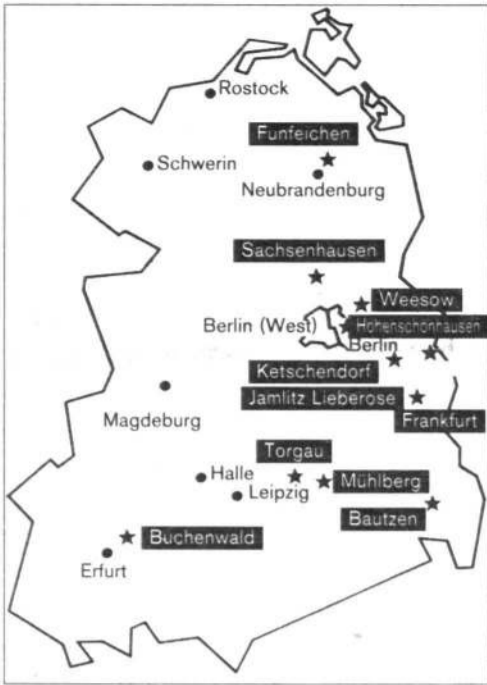 Rostock
Funfeichen
Schwerin
Neubrandenburg
Sachsenhausen
Weesow
Berlin (West)
Hohenschönhausen
Berlin
Ketschendorf
Jamlitz Lieberose
Magdeburg
Frankfurt
Torgau
Halle
Mühlberg
Leipzig
Bautzen
Buchenwald
Erfurt